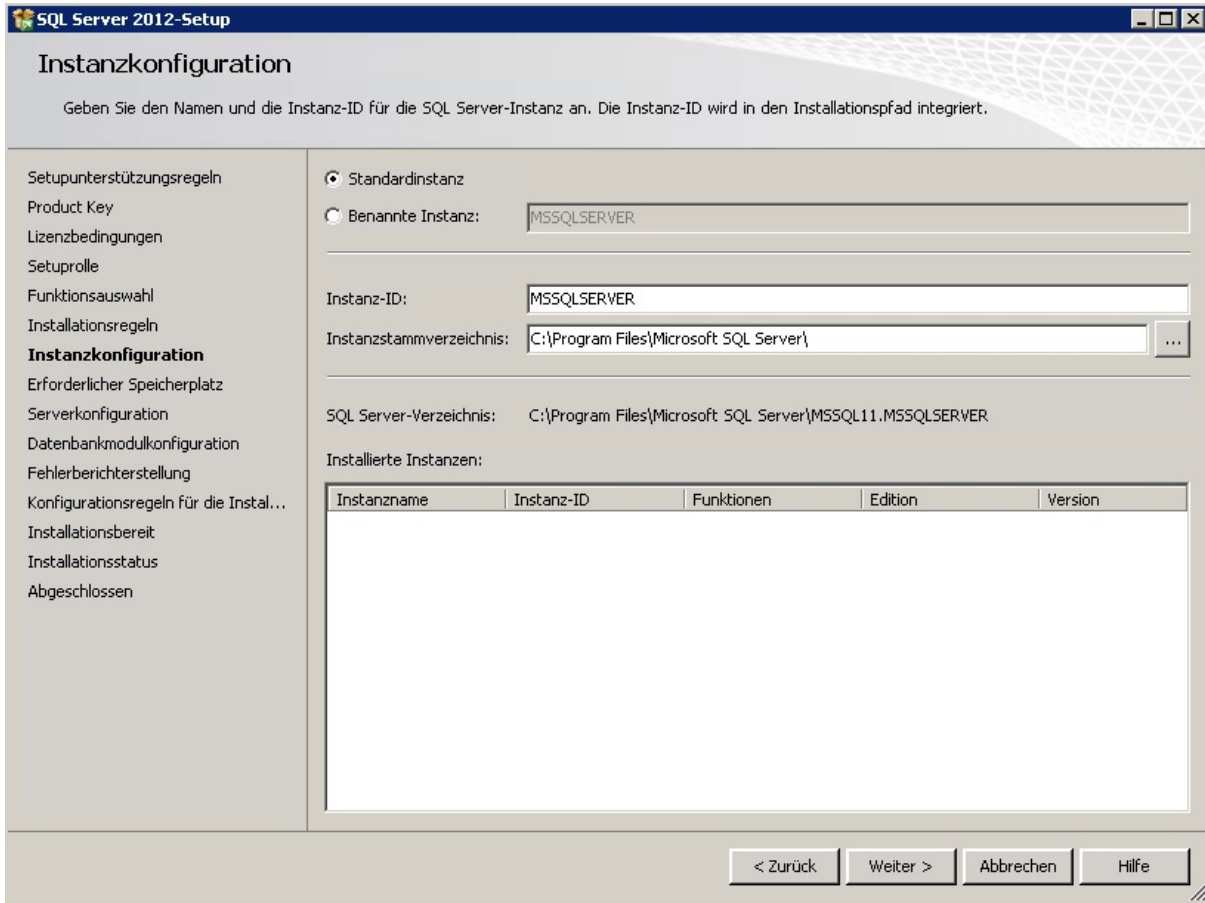 SQL Server 2012-Setup
Instanzkonfiguration
Geben Sie den Namen und die Instanz-ID für die SQL Server-Instanz an. Die Instanz-ID wird in den Installationspfad integriert.
Setupunterstützungsregeln
Product Key
Lizenzbedingungen
Setuprolle
Funktionsauswahl
Installationsregeln
Instanzkonfiguration
Erforderlicher Speicherplatz
Serverkonfiguration
Datenbankmodulkonfiguration
Fehlerberichterstellung
Konfigurationsregeln für die Instal...
Installationsbereit
Installationsstatus
Abgeschlossen
Standardinstanz
Benannte Instanz: MSSQLSERVER
Instanz-ID: MSSQLSERVER
Instanzstammverzeichnis: C:\Program Files\Microsoft SQL Server\ ...
SQL Server-Verzeichnis: C:\Program Files\Microsoft SQL Server\MSSQL11.MSSQLSERVER
Installierte Instanzen:
Instanzname Instanz-ID Funktionen Edition Version
< Zurück Weiter > Abbrechen Hilfe